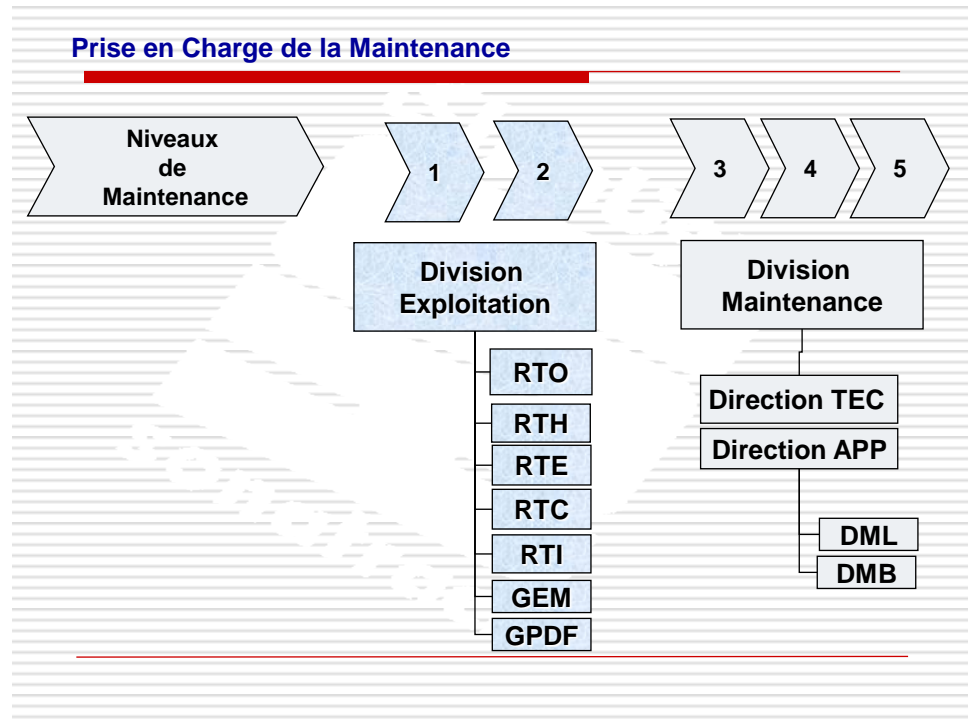 Prise en Charge de la Maintenance
Niveaux
de
Maintenance
1
2
3
4
5
Division
Exploitation
Division
Maintenance
RTO
RTH
RTE
RTC
RTI
GEM
GPDF
Direction TEC
Direction APP
DML
DMB